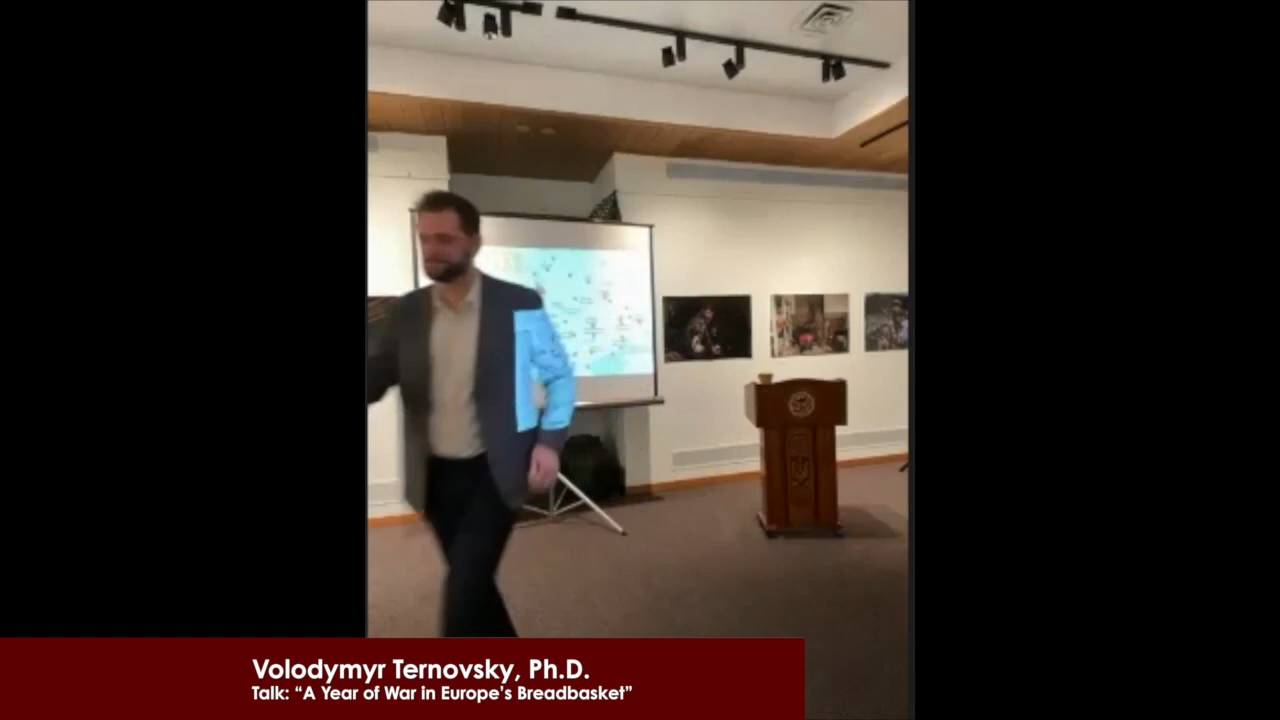 Volodymyr Ternovsky, Ph.D.
Talk: “A Year of War in Europe’s Breadbasket”